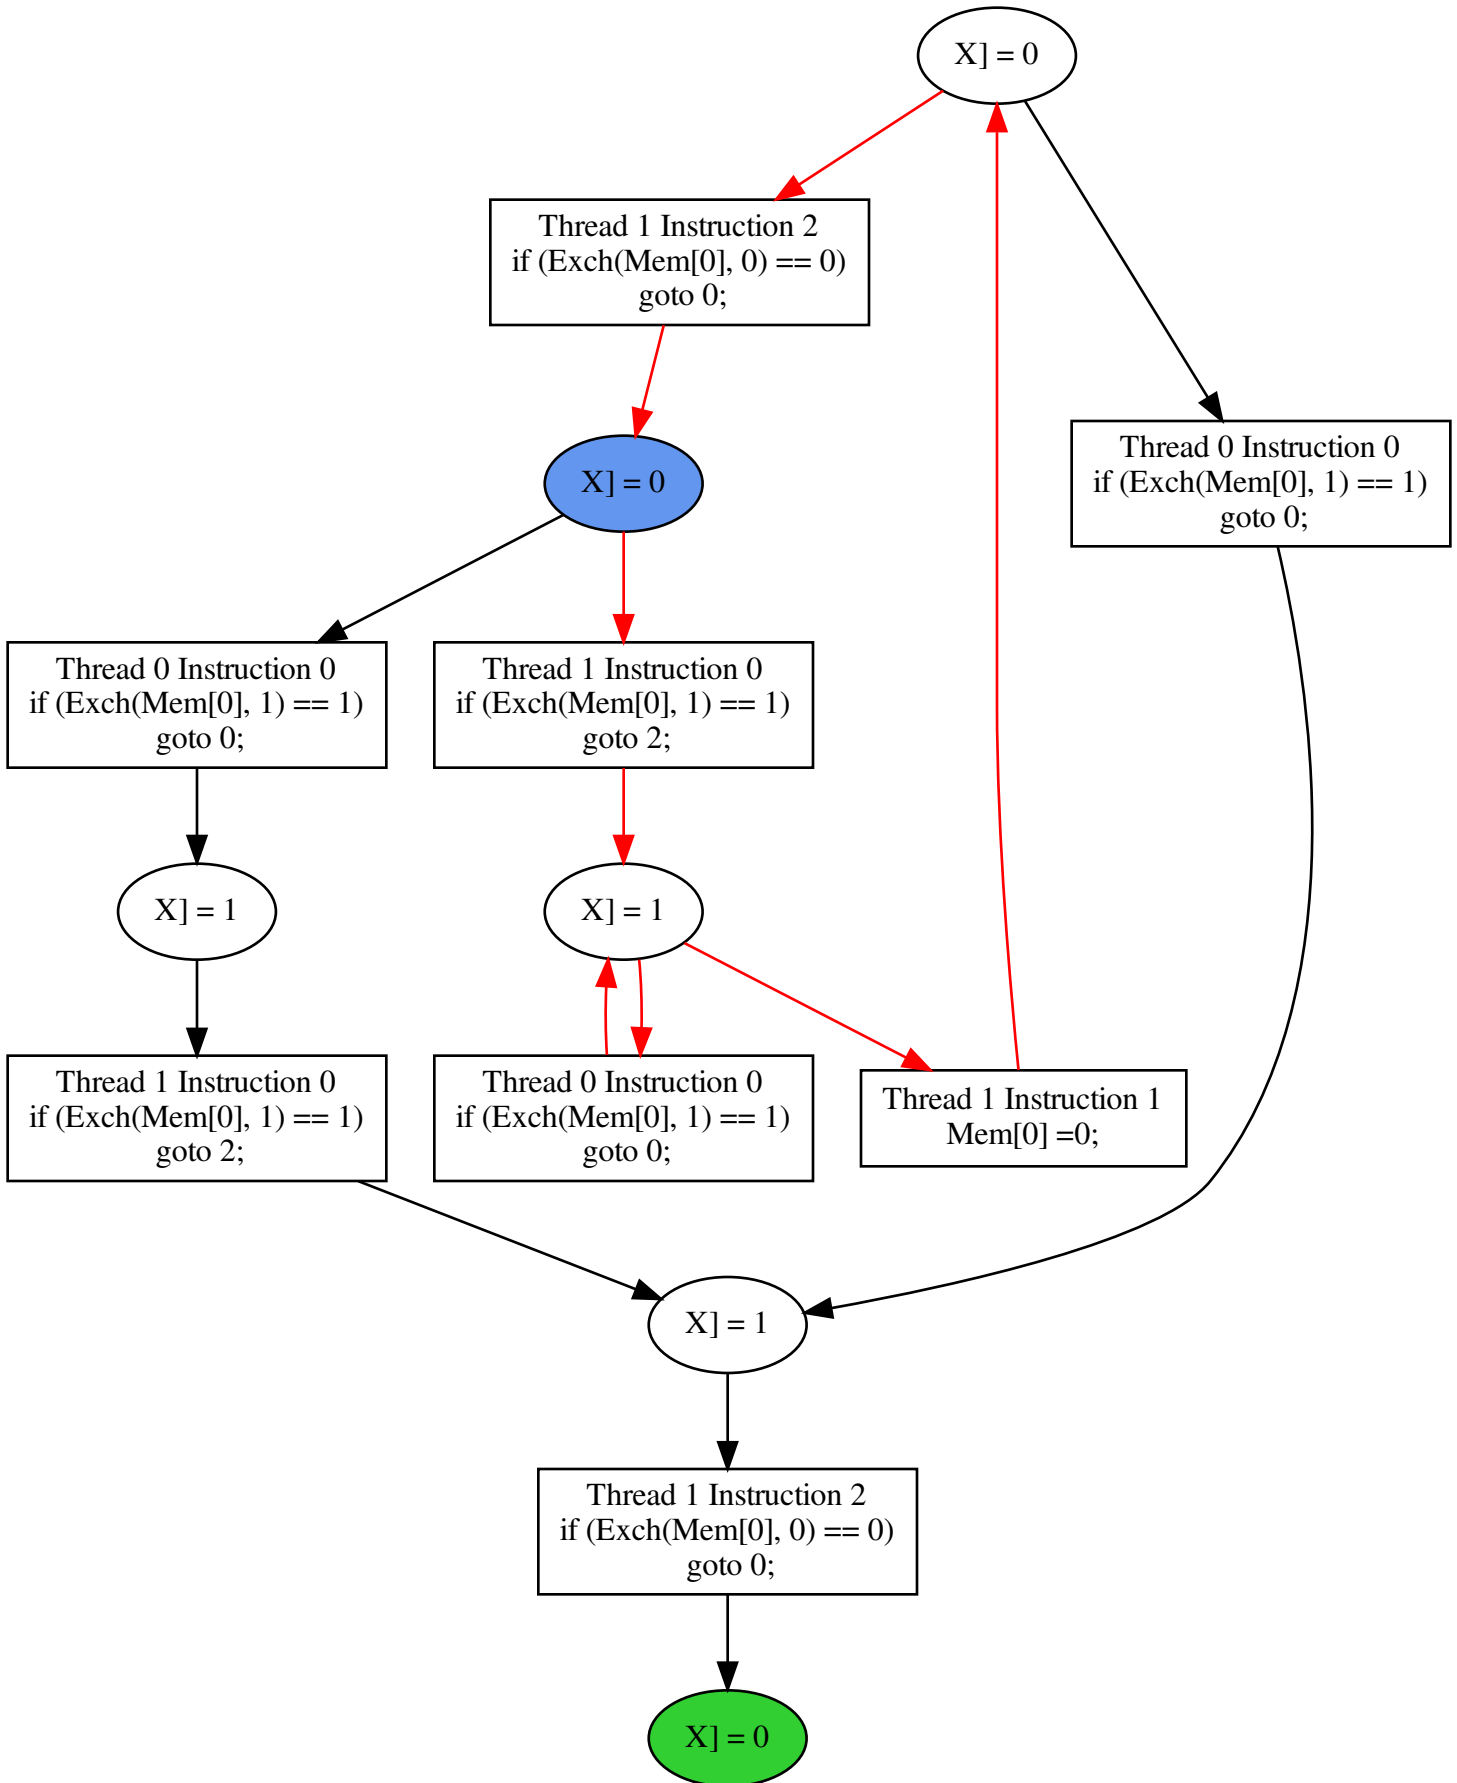 X] = 0
Thread 1 Instruction 2
if (Exch(Mem[0], 0) == 0)
goto 0;
X] = 0
Thread 0 Instruction 0
if (Exch(Mem[0], 1) == 1)
goto 0;
Thread 0 Instruction 0
if (Exch(Mem[0], 1) == 1)
goto 0;
Thread 1 Instruction 0
if (Exch(Mem[0], 1) == 1)
goto 2;
X] = 1
X] = 1
Thread 1 Instruction 0
if (Exch(Mem[0], 1) == 1)
goto 2;
Thread 0 Instruction 0
if (Exch(Mem[0], 1) == 1)
goto 0;
Thread 1 Instruction 1
Mem[0] =0;
X] = 1
Thread 1 Instruction 2
if (Exch(Mem[0], 0) == 0)
goto 0;
X] = 0